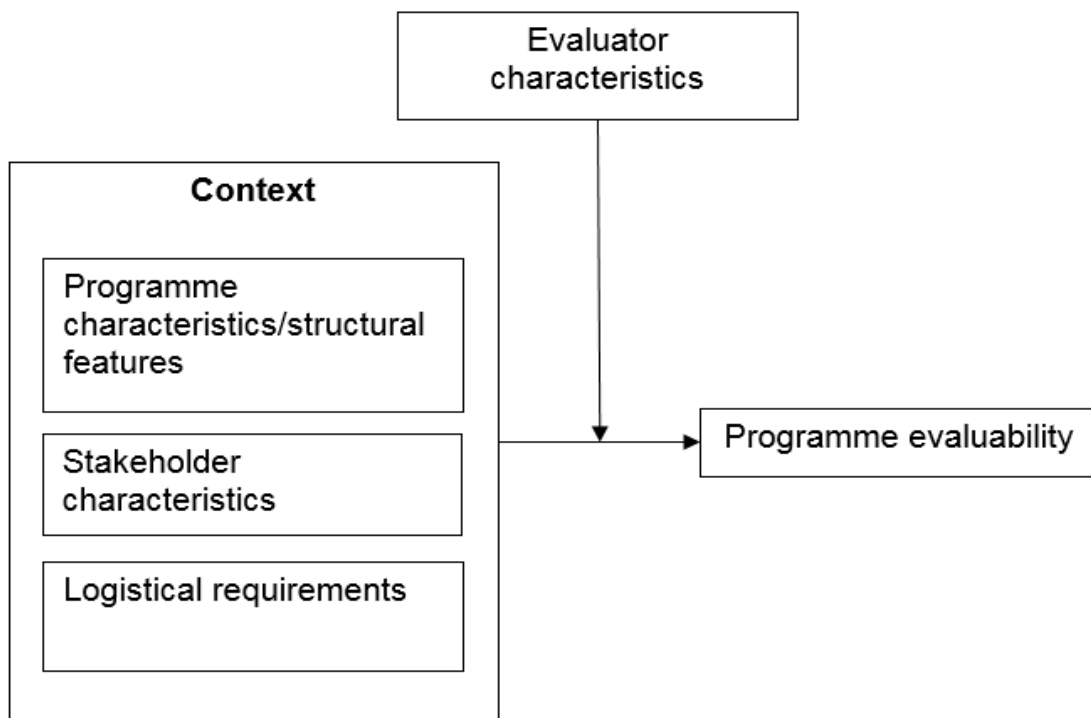 Evaluator
characteristics
Context
Programme
characteristics/structural
features
Stakeholder
characteristics
Logistical requirements
Programme evaluability